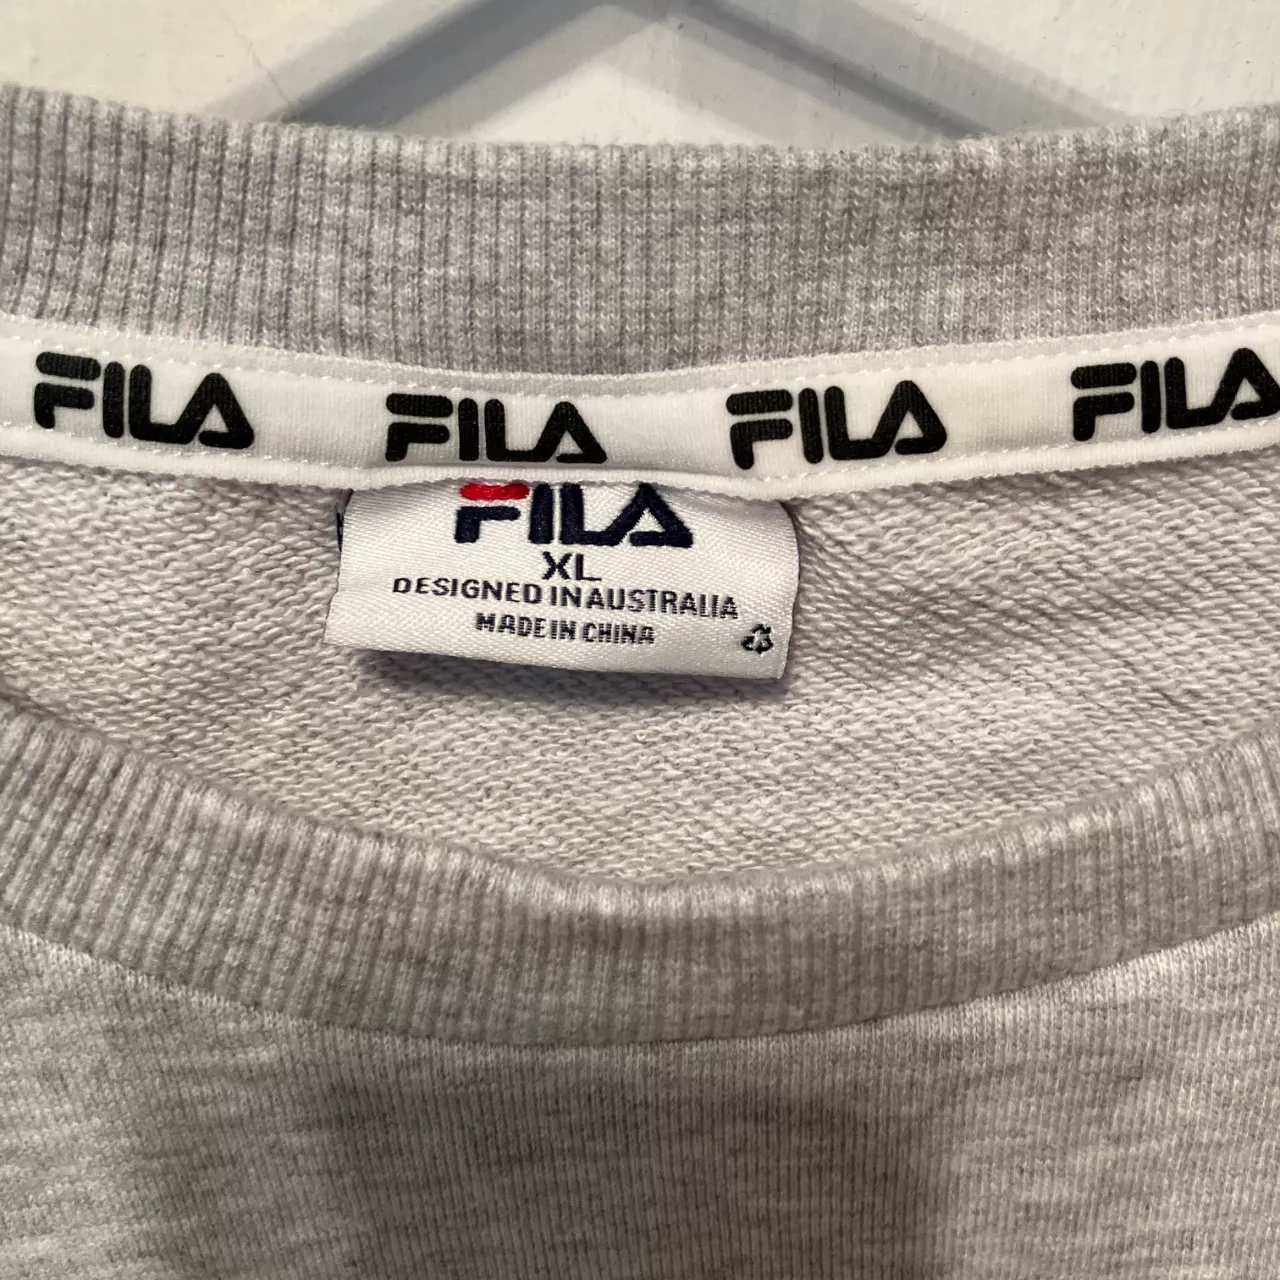 FILA FILA FILA FILA
FILA
XL
DESIGNED IN AUSTRALIA
MADE IN CHINA